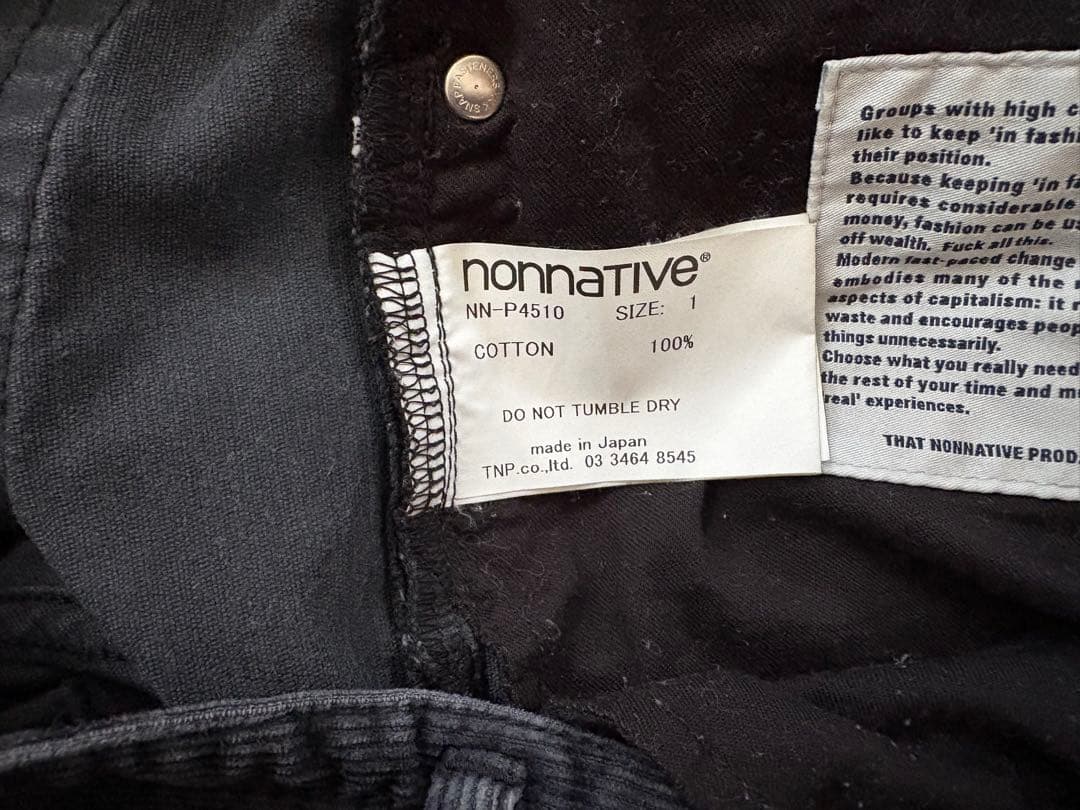 SNAP FASTENERS
nonnative®
NN-P4510 SIZE: 1
COTTON 100%
DO NOT TUMBLE DRY
made in Japan
TNP.co.,ltd. 03 3464 8545
Groups with high c
like to keep 'in fashi
their position.
Because keeping 'in fa
requires considerable
money, fashion can be us
off wealth. Fuck all this.
Modern fast-paced change
embodies many of the
aspects of capitalism: it r
waste and encourages peop
things unnecessarily.
Choose what you really need
the rest of your time and m
real' experiences.
THAT NONNATIVE PROD